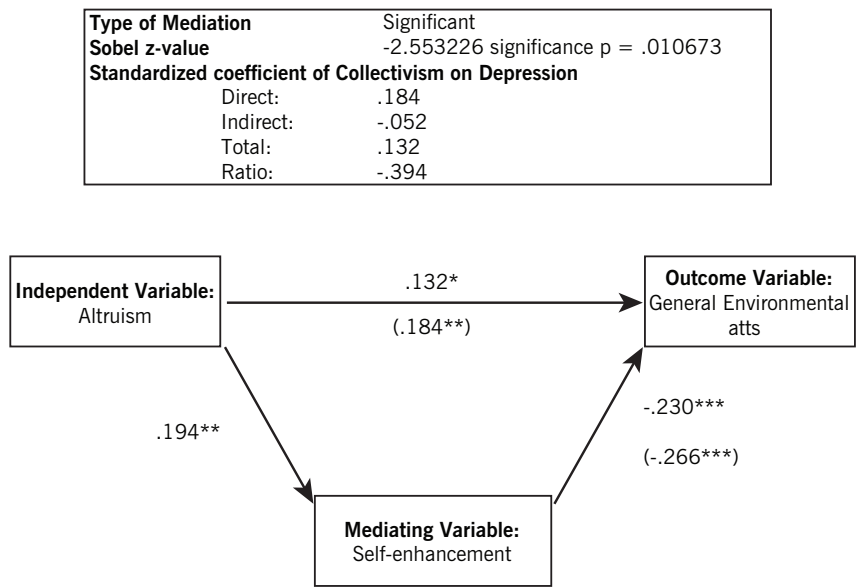 Type of Mediation Significant
Sobel z-value -2.553226 significance p = .010673
Standardized coefficient of Collectivism on Depression
Direct: .184
Indirect: -.052
Total: .132
Ratio: -.394
Independent Variable:
Altruism
.132*
(.184**)
Outcome Variable:
General Environmental
atts
.194**
-.230***
(-.266***)
Mediating Variable:
Self-enhancement